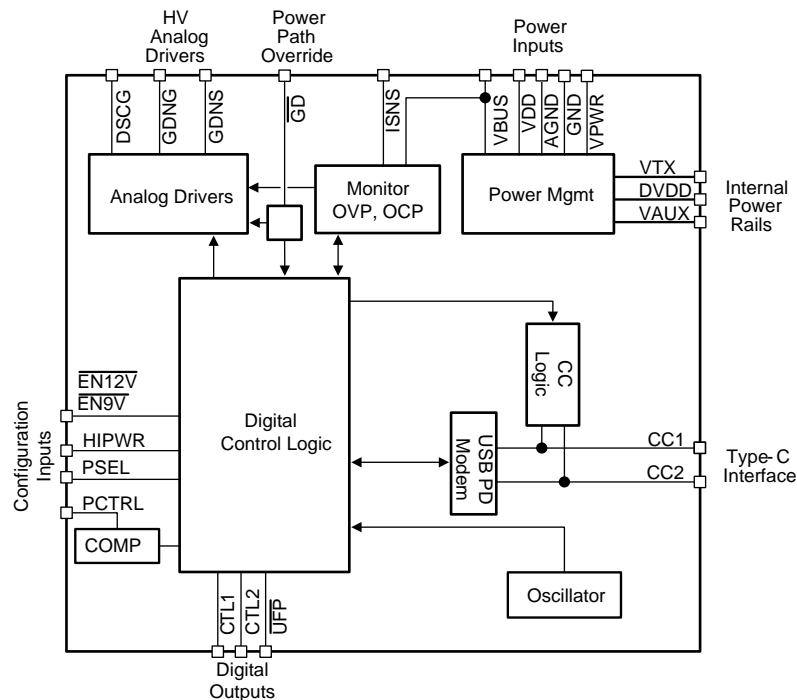 HV
Analog
Drivers
Power
Path
Override
Power
Inputs
DSCG
GDNG
GDNS
GD
ISNS
VBUS
VDD
AGND
GND
VPWR
Analog Drivers
Monitor
OVP, OCP
Power Mgmt
VTX
DVDD
VAUX
Internal
Power
Rails
CC
Logic
Configuration
Inputs
EN12V
EN9V
HIPWR
PSEL
PCTRL
COMP
Digital
Control Logic
USB PD
Modem
CC1
CC2
Type-C
Interface
Oscillator
CTL1
CTL2
UFP
Digital
Outputs